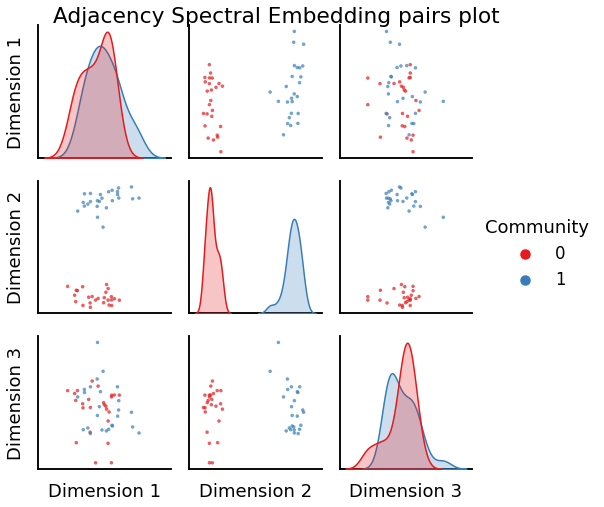 Adjacency Spectral Embedding pairs plot
Dimension 1
Dimension 2
Dimension 3
Community
0
1
Dimension 1
Dimension 2
Dimension 3